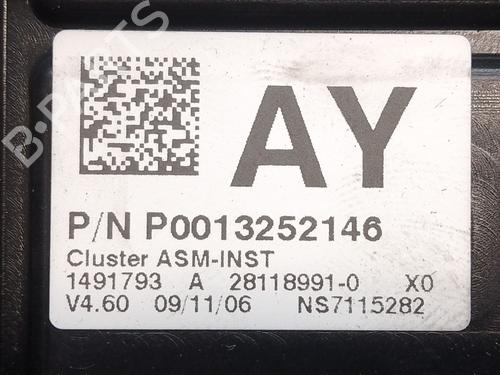 B-PARTS
AY
P/N P0013252146
Cluster ASM-INST
1491793 A 28118991-0 X0
V4.60 09/11/06 NS7115282